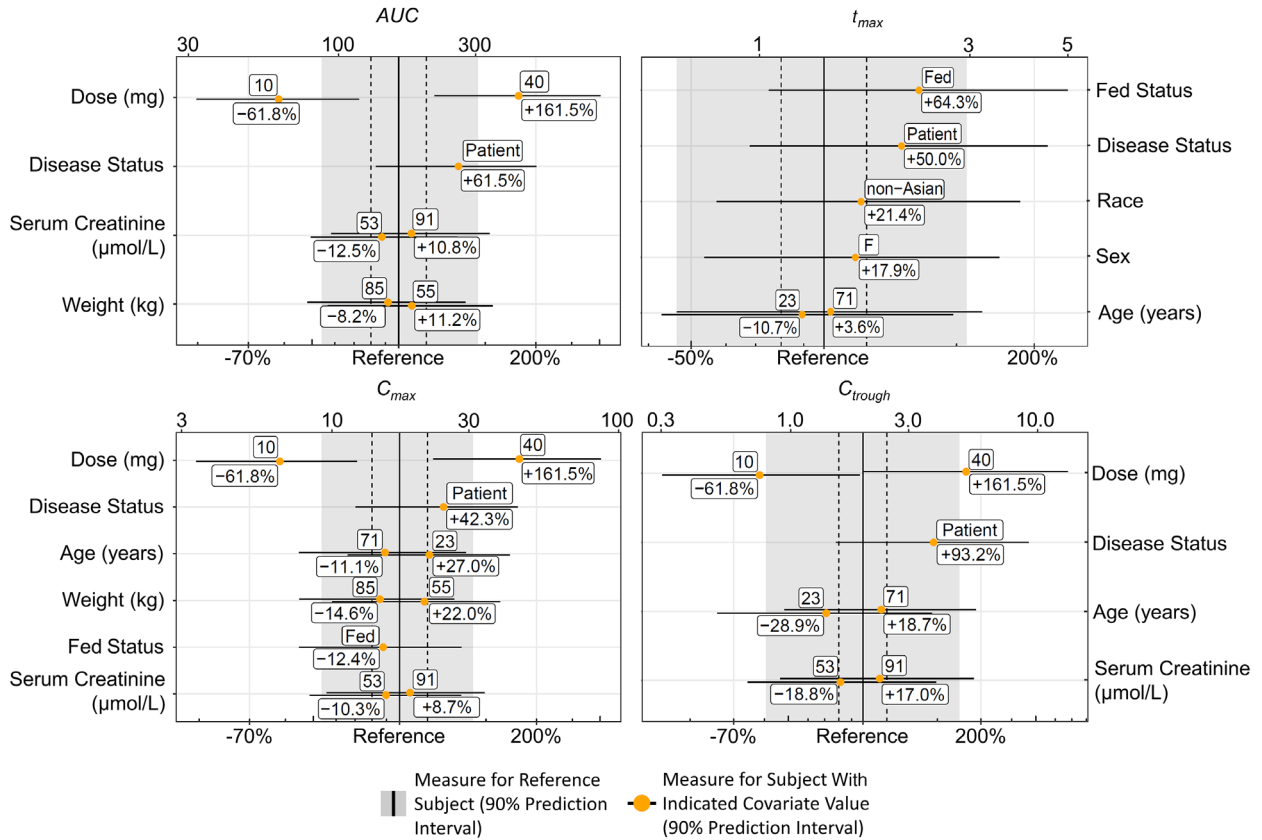 AUC
30 100 300
Dose (mg)
10
−61.8%
40
+161.5%
Disease Status
Patient
+61.5%
Serum Creatinine
(µmol/L)
53
−12.5%
91
+10.8%
Weight (kg)
85
−8.2%
55
+11.2%
-70% Reference 200%
tmax
1 3 5
Fed
+64.3%
Fed Status
Patient
+50.0%
Disease Status
non−Asian
+21.4%
Race
F
+17.9%
Sex
23
−10.7%
71
+3.6%
Age (years)
-50% Reference 200%
Cmax
3 10 30 100
Dose (mg)
10
−61.8%
40
+161.5%
Disease Status
Patient
+42.3%
Age (years)
71
−11.1%
23
+27.0%
Weight (kg)
85
−14.6%
55
+22.0%
Fed Status
Fed
−12.4%
Serum Creatinine
(µmol/L)
53
−10.3%
91
+8.7%
-70% Reference 200%
Ctrough
0.3 1.0 3.0 10.0
10
−61.8%
40
+161.5%
Dose (mg)
Patient
+93.2%
Disease Status
23
−28.9%
71
+18.7%
Age (years)
53
−18.8%
91
+17.0%
Serum Creatinine
(µmol/L)
-70% Reference 200%
Measure for Reference
Subject (90% Prediction
Interval)
Measure for Subject With
Indicated Covariate Value
(90% Prediction Interval)